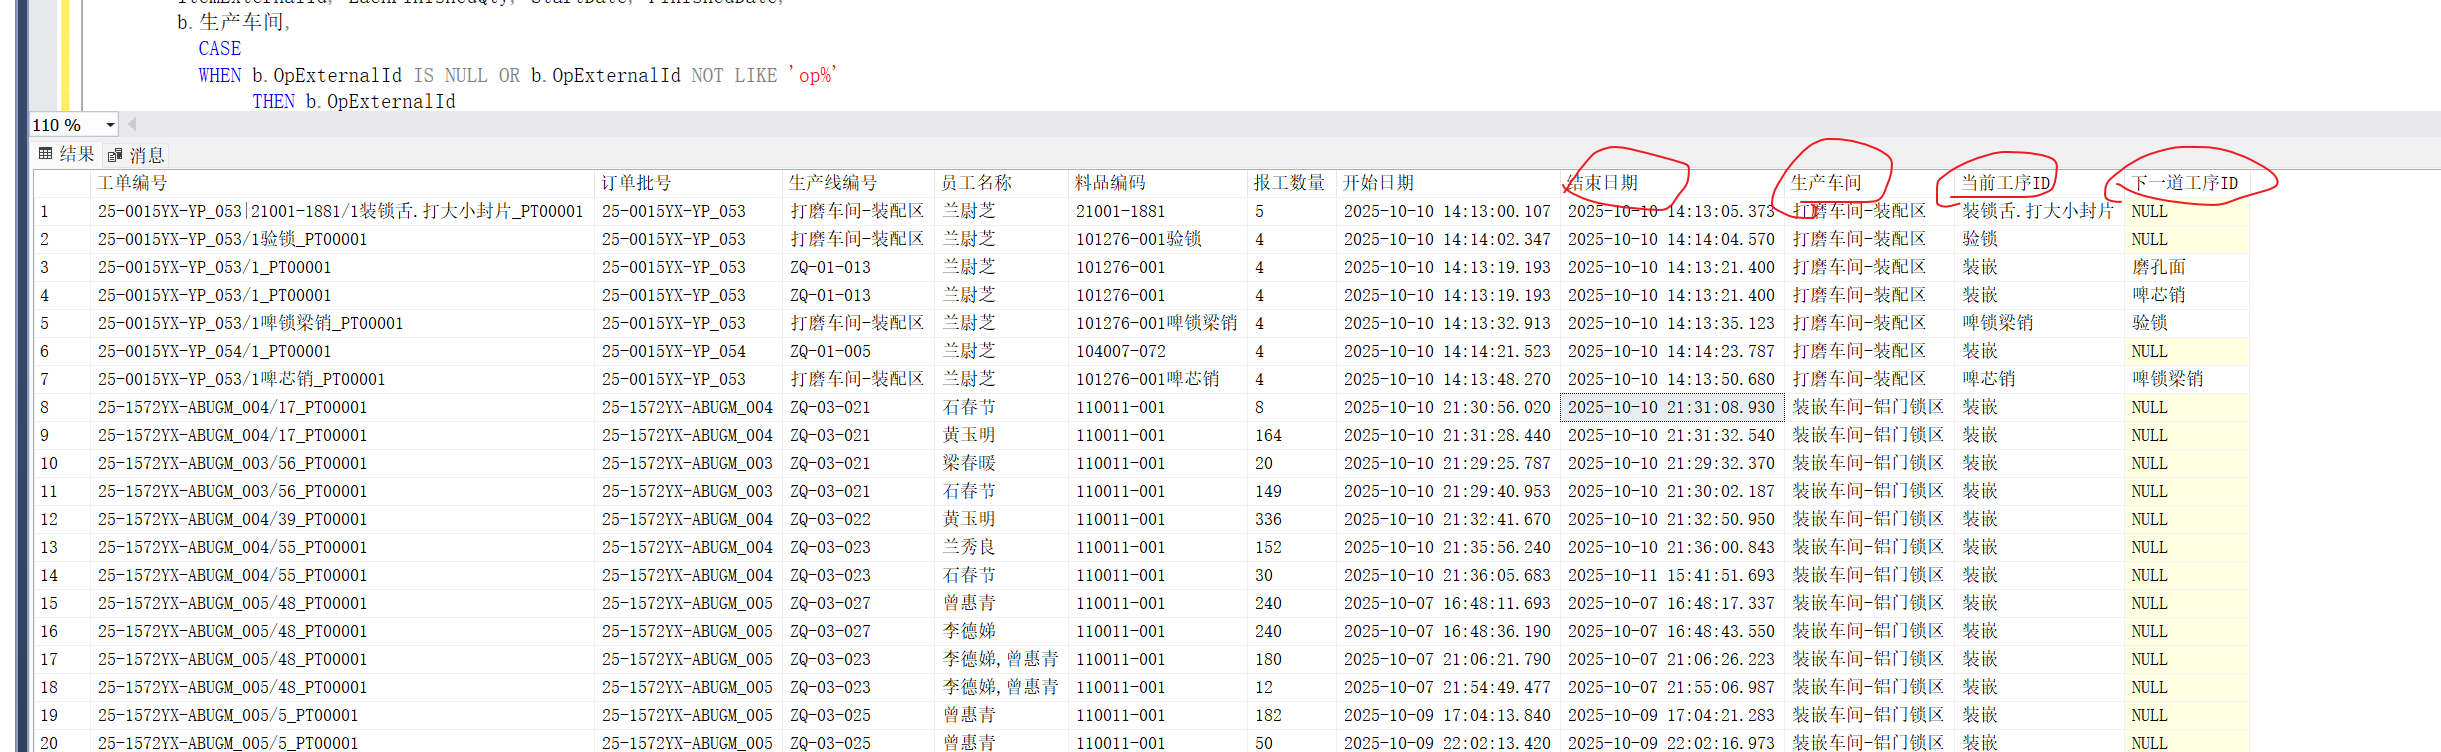 b.生产车间,
CASE
WHEN b.OpExternalId IS NULL OR b.OpExternalId NOT LIKE 'op%'
THEN b.OpExternalId
110 %
结果 消息
工单编号 订单批号 生产线编号 员工名称 料品编码 报工数量 开始日期 结束日期 生产车间 当前工序ID 下一道工序ID
1 25-0015YX-YP_053|21001-1881/1装锁舌.打大小封片_PT00001 25-0015YX-YP_053 打磨车间-装配区 兰尉芝 21001-1881 5 2025-10-10 14:13:00.107 2025-10-10 14:13:05.373 打磨车间-装配区 装锁舌.打大小封片 NULL
2 25-0015YX-YP_053/1验锁_PT00001 25-0015YX-YP_053 打磨车间-装配区 兰尉芝 101276-001验锁 4 2025-10-10 14:14:02.347 2025-10-10 14:14:04.570 打磨车间-装配区 验锁 NULL
3 25-0015YX-YP_053/1_PT00001 25-0015YX-YP_053 ZQ-01-013 兰尉芝 101276-001 4 2025-10-10 14:13:19.193 2025-10-10 14:13:21.400 打磨车间-装配区 装嵌 磨孔面
4 25-0015YX-YP_053/1_PT00001 25-0015YX-YP_053 ZQ-01-013 兰尉芝 101276-001 4 2025-10-10 14:13:19.193 2025-10-10 14:13:21.400 打磨车间-装配区 装嵌 啤芯销
5 25-0015YX-YP_053/1啤锁梁销_PT00001 25-0015YX-YP_053 打磨车间-装配区 兰尉芝 101276-001啤锁梁销 4 2025-10-10 14:13:32.913 2025-10-10 14:13:35.123 打磨车间-装配区 啤锁梁销 验锁
6 25-0015YX-YP_054/1_PT00001 25-0015YX-YP_054 ZQ-01-005 兰尉芝 104007-072 4 2025-10-10 14:14:21.523 2025-10-10 14:14:23.787 打磨车间-装配区 装嵌 NULL
7 25-0015YX-YP_053/1啤芯销_PT00001 25-0015YX-YP_053 打磨车间-装配区 兰尉芝 101276-001啤芯销 4 2025-10-10 14:13:48.270 2025-10-10 14:13:50.680 打磨车间-装配区 啤芯销 啤锁梁销
8 25-1572YX-ABUGM_004/17_PT00001 25-1572YX-ABUGM_004 ZQ-03-021 石春节 110011-001 8 2025-10-10 21:30:56.020 2025-10-10 21:31:08.930 装嵌车间-铝门锁区 装嵌 NULL
9 25-1572YX-ABUGM_004/17_PT00001 25-1572YX-ABUGM_004 ZQ-03-021 黄玉明 110011-001 164 2025-10-10 21:31:28.440 2025-10-10 21:31:32.540 装嵌车间-铝门锁区 装嵌 NULL
10 25-1572YX-ABUGM_003/56_PT00001 25-1572YX-ABUGM_003 ZQ-03-021 梁春暖 110011-001 20 2025-10-10 21:29:25.787 2025-10-10 21:29:32.370 装嵌车间-铝门锁区 装嵌 NULL
11 25-1572YX-ABUGM_003/56_PT00001 25-1572YX-ABUGM_003 ZQ-03-021 石春节 110011-001 149 2025-10-10 21:29:40.953 2025-10-10 21:30:02.187 装嵌车间-铝门锁区 装嵌 NULL
12 25-1572YX-ABUGM_004/39_PT00001 25-1572YX-ABUGM_004 ZQ-03-022 黄玉明 110011-001 336 2025-10-10 21:32:41.670 2025-10-10 21:32:50.950 装嵌车间-铝门锁区 装嵌 NULL
13 25-1572YX-ABUGM_004/55_PT00001 25-1572YX-ABUGM_004 ZQ-03-023 兰秀良 110011-001 152 2025-10-10 21:35:56.240 2025-10-10 21:36:00.843 装嵌车间-铝门锁区 装嵌 NULL
14 25-1572YX-ABUGM_004/55_PT00001 25-1572YX-ABUGM_004 ZQ-03-023 石春节 110011-001 30 2025-10-10 21:36:05.683 2025-10-11 15:41:51.693 装嵌车间-铝门锁区 装嵌 NULL
15 25-1572YX-ABUGM_005/48_PT00001 25-1572YX-ABUGM_005 ZQ-03-027 曾惠青 110011-001 240 2025-10-07 16:48:11.693 2025-10-07 16:48:17.337 装嵌车间-铝门锁区 装嵌 NULL
16 25-1572YX-ABUGM_005/48_PT00001 25-1572YX-ABUGM_005 ZQ-03-027 李德娣 110011-001 240 2025-10-07 16:48:36.190 2025-10-07 16:48:43.550 装嵌车间-铝门锁区 装嵌 NULL
17 25-1572YX-ABUGM_005/48_PT00001 25-1572YX-ABUGM_005 ZQ-03-023 李德娣,曾惠青 110011-001 180 2025-10-07 21:06:21.790 2025-10-07 21:06:26.223 装嵌车间-铝门锁区 装嵌 NULL
18 25-1572YX-ABUGM_005/48_PT00001 25-1572YX-ABUGM_005 ZQ-03-023 李德娣,曾惠青 110011-001 12 2025-10-07 21:54:49.477 2025-10-07 21:55:06.987 装嵌车间-铝门锁区 装嵌 NULL
19 25-1572YX-ABUGM_005/5_PT00001 25-1572YX-ABUGM_005 ZQ-03-025 曾惠青 110011-001 182 2025-10-09 17:04:13.840 2025-10-09 17:04:21.283 装嵌车间-铝门锁区 装嵌 NULL
20 25-1572YX-ABUGM_005/5_PT00001 25-1572YX-ABUGM_005 ZQ-03-025 曾惠青 110011-001 50 2025-10-09 22:02:13.420 2025-10-09 22:02:16.973 装嵌车间-铝门锁区 装嵌 NULL